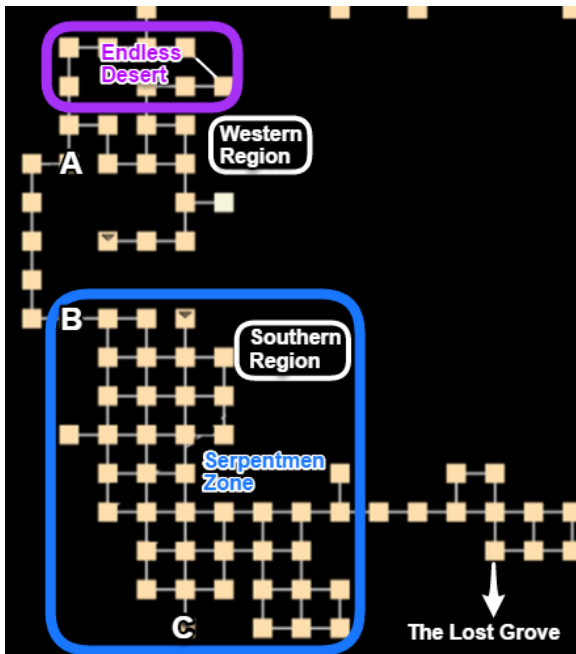 Endless
Desert
Western
Region
A
B
Southern
Region
Serpentmen
Zone
C
The Lost Grove